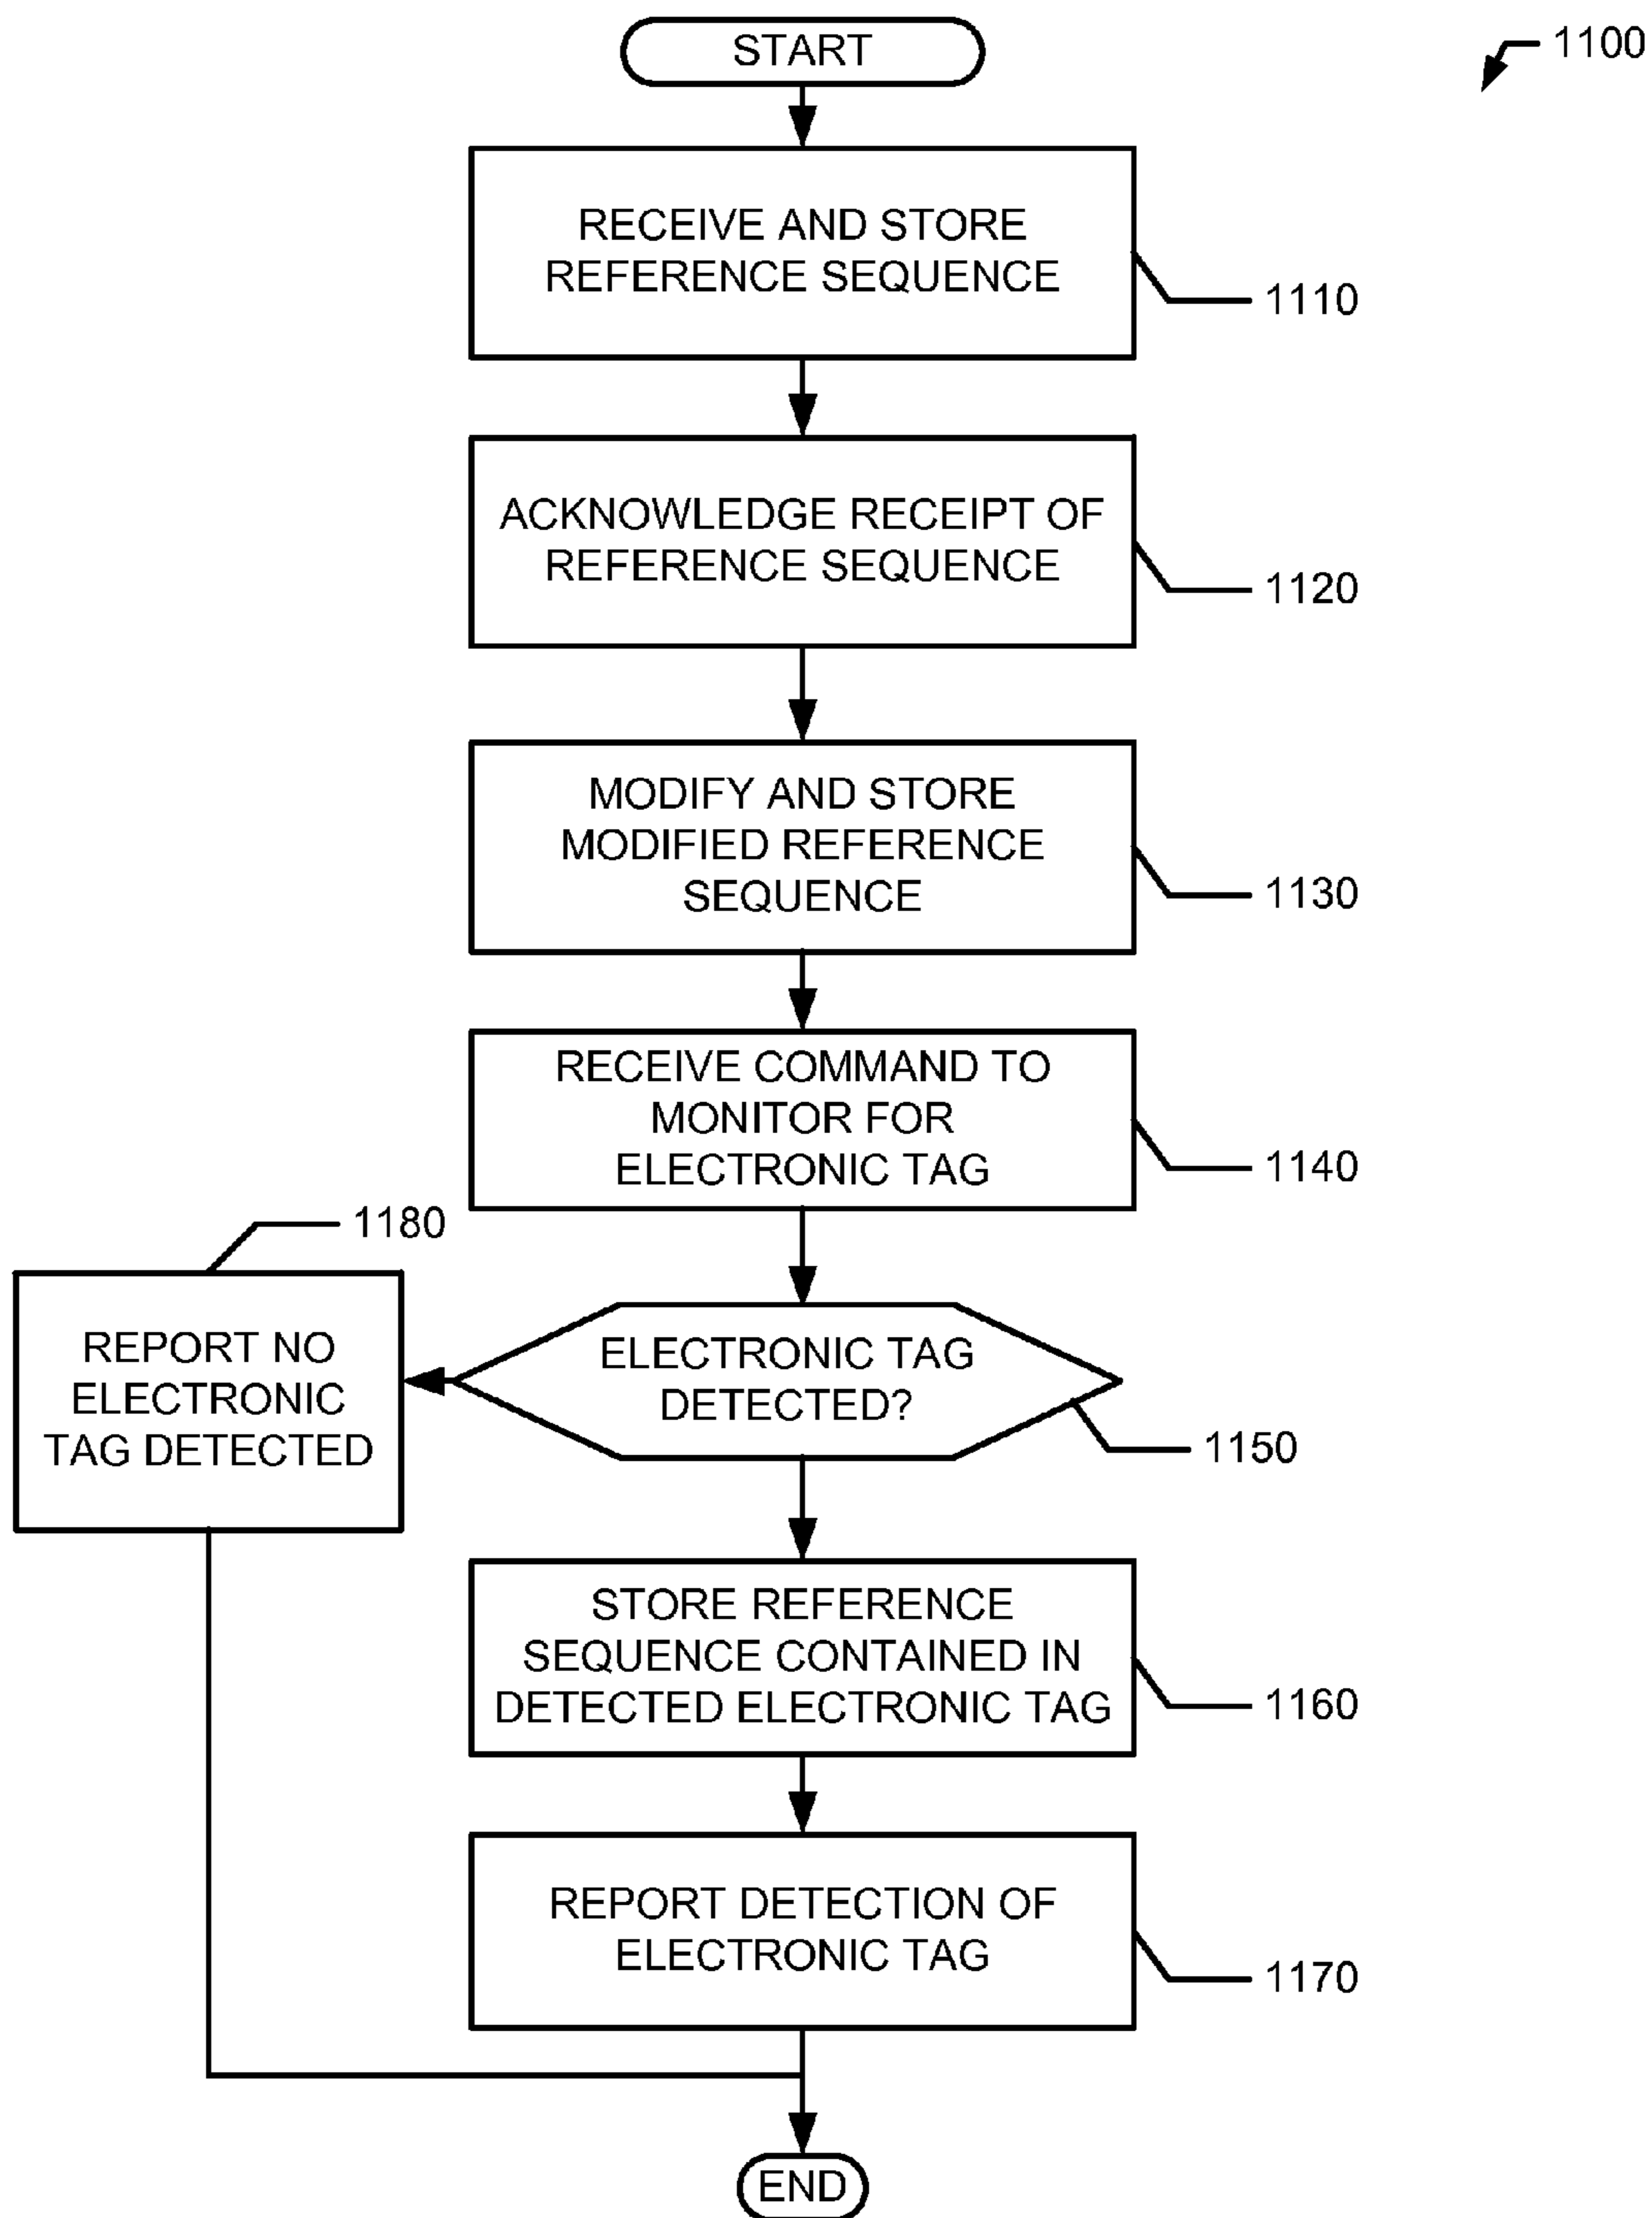 START
1100
RECEIVE AND STORE
REFERENCE SEQUENCE
1110
ACKNOWLEDGE RECEIPT OF
REFERENCE SEQUENCE
1120
MODIFY AND STORE
MODIFIED REFERENCE
SEQUENCE
1130
RECEIVE COMMAND TO
MONITOR FOR
ELECTRONIC TAG
1140
1180
REPORT NO
ELECTRONIC
TAG DETECTED
ELECTRONIC TAG
DETECTED?
1150
STORE REFERENCE
SEQUENCE CONTAINED IN
DETECTED ELECTRONIC TAG
1160
REPORT DETECTION OF
ELECTRONIC TAG
1170
END